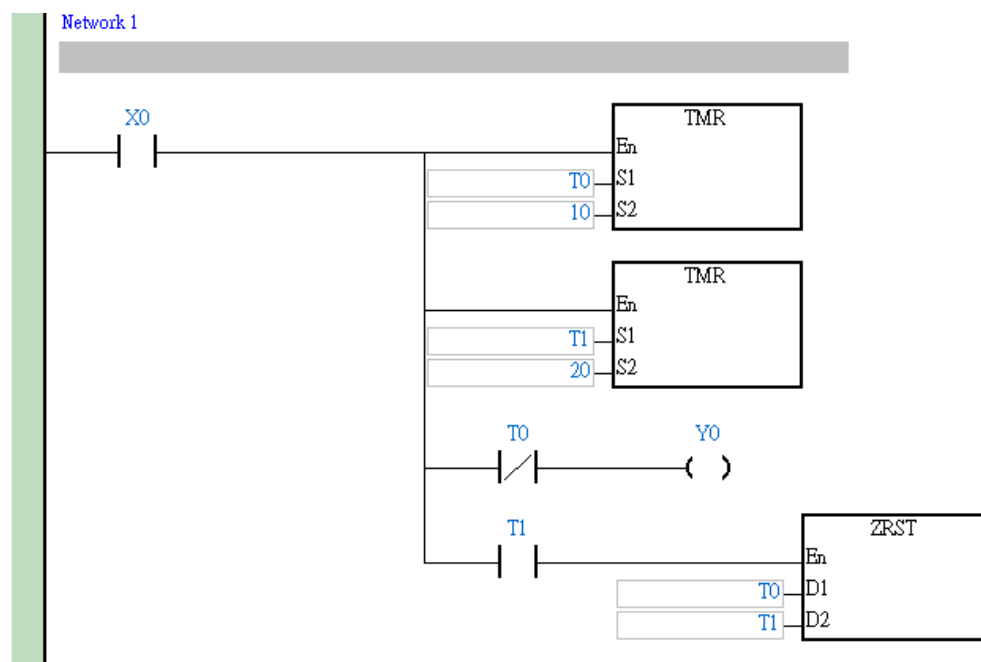 Network 1
X0
TMR
En
T0 S1
10 S2
TMR
En
T1 S1
20 S2
T0 Y0
T1
ZRST
En
T0 D1
T1 D2